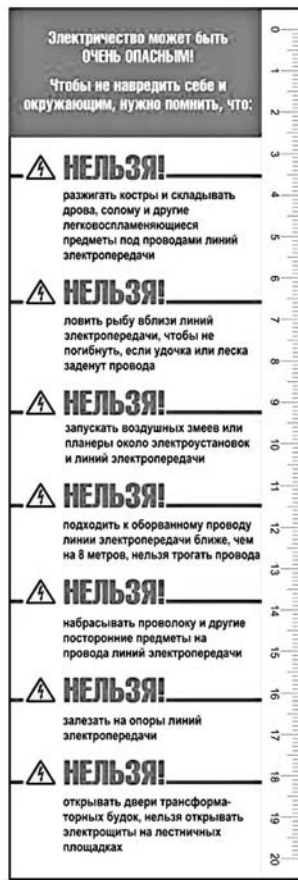 Электричество может быть
ОЧЕНЬ ОПАСНЫМ!
Чтобы не навредить себе и
окружающим, нужно помнить, что:
НЕЛЬЗЯ!
разжигать костры и складывать
дрова, солому и другие
легковоспламеняющиеся
предметы под проводами линий
электропередачи
НЕЛЬЗЯ!
ловить рыбу вблизи линий
электропередачи, чтобы не
погибнуть, если удочка или леска
заденут провода
НЕЛЬЗЯ!
запускать воздушных змеев или
планеры около электроустановок
и линий электропередачи
НЕЛЬЗЯ!
подходить к оборванному проводу
линии электропередачи ближе, чем
на 8 метров, нельзя трогать провода
НЕЛЬЗЯ!
набрасывать проволоку и другие
посторонние предметы на
провода линий электропередачи
НЕЛЬЗЯ!
залезать на опоры линий
электропередачи
НЕЛЬЗЯ!
открывать двери трансформа-
торных будок, нельзя открывать
электрощиты на лестничных
площадках
0
1
2
3
4
5
6
7
8
9
10
11
12
13
14
15
16
17
18
19
20